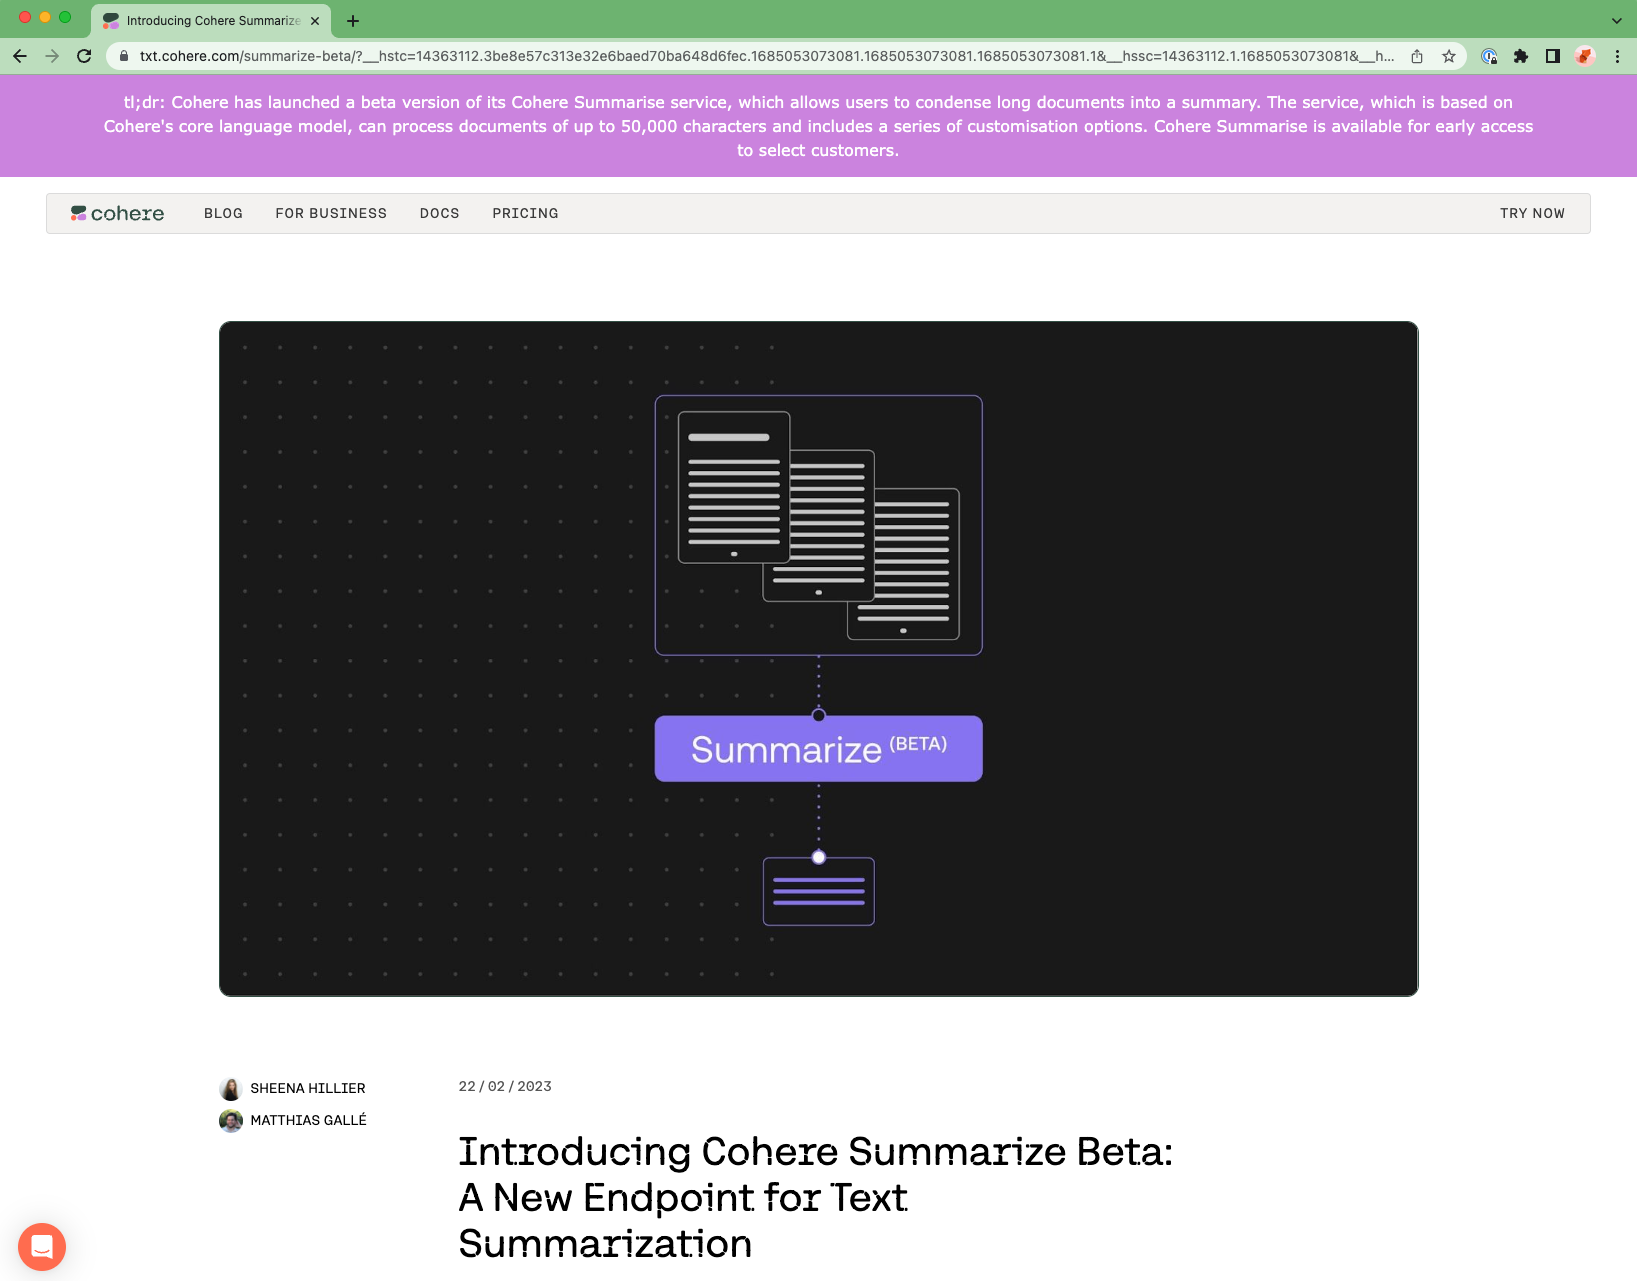 Introducing Cohere Summarize
txt.cohere.com/summarize-beta/?__hstc=14363112.3be8e57c313e32e6baed70ba648d6fec.1685053073081.1685053073081.1685053073081.1&__hssc=14363112.1.1685053073081&__h...
tl;dr: Cohere has launched a beta version of its Cohere Summarise service, which allows users to condense long documents into a summary. The service, which is based on
Cohere's core language model, can process documents of up to 50,000 characters and includes a series of customisation options. Cohere Summarise is available for early access
to select customers.
cohere BLOG FOR BUSINESS DOCS PRICING TRY NOW
Summarize (BETA)
SHEENA HILLIER
MATTHIAS GALLÉ
22/02/2023
Introducing Cohere Summarize Beta:
A New Endpoint for Text
Summarization